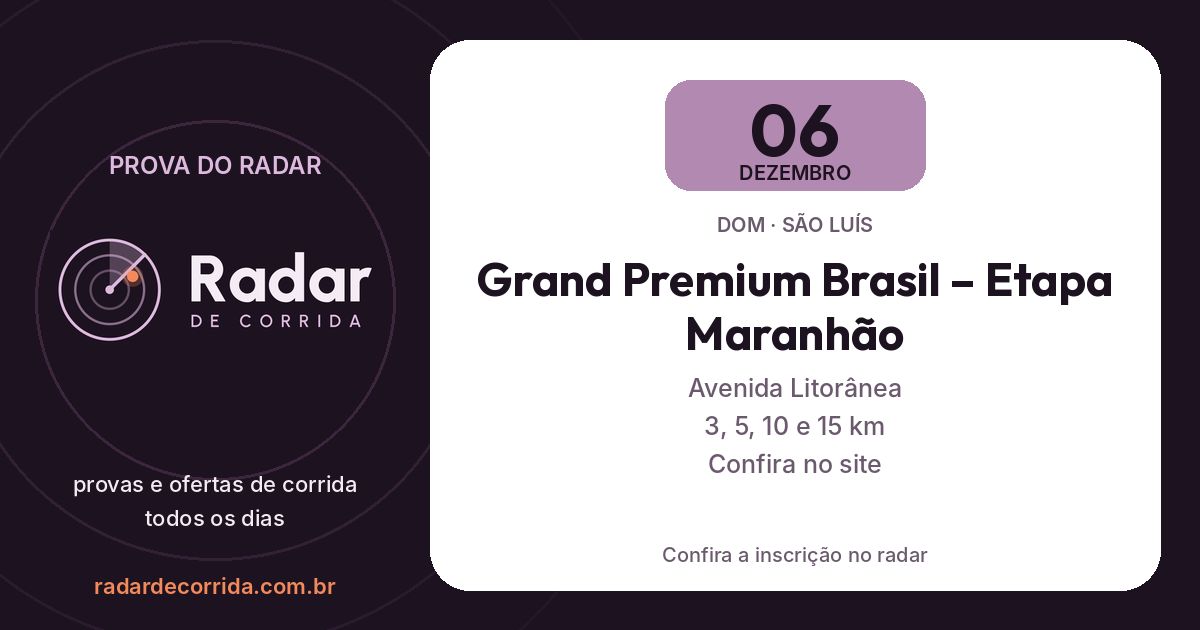 PROVA DO RADAR
Radar
DE CORRIDA
provas e ofertas de corrida
todos os dias
radardecorrida.com.br
06
DEZEMBRO
DOM · SÃO LUÍS
Grand Premium Brasil – Etapa
Maranhão
Avenida Litorânea
3, 5, 10 e 15 km
Confira no site
Confira a inscrição no radar